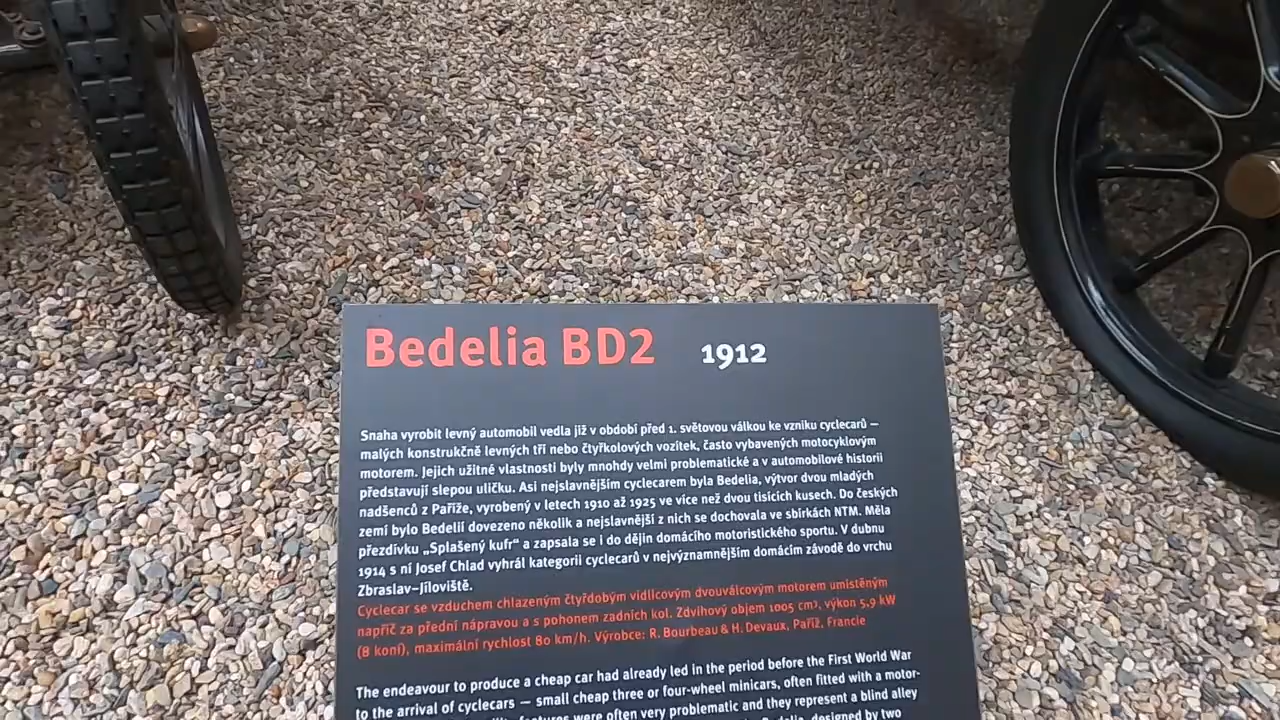 Bedelia BD2 1912
Snaha vyrobit levný automobil vedla již v období před 1. světovou válkou ke vzniku cyclecarů —
malých konstrukčně levných tří nebo čtyřkolových vozítek, často vybavených motocyklovým
motorem. Jejich užitné vlastnosti byly mnohdy velmi problematické a v automobilové historii
představují slepou uličku. Asi nejslavnějším cyclecarem byla Bedelia, výtvor dvou mladých
nadšenců z Paříže, vyrobený v letech 1910 až 1925 ve více než dvou tisících kusech. Do českých
zemí bylo Bedelií dovezeno několik a nejslavnější z nich se dochovala ve sbírkách NTM. Měla
přezdívku „Splašený kufr“ a zapsala se i do dějin domácího motoristického sportu. V dubnu
1914 s ní Josef Chlad vyhrál kategorii cyclecarů v nejvýznamnějším domácím závodě do vrchu
Zbraslav–Jíloviště.
Cyclecar se vzduchem chlazeným čtyřdobým vidlicovým dvouválcovým motorem umístěným
napříč za přední nápravou a s pohonem zadních kol. Zdvihový objem 1005 cm³, výkon 5,9 kW
(8 koní), maximální rychlost 80 km/h. Výrobce: R. Bourbeau & H. Devaux, Paříž, Francie
The endeavour to produce a cheap car had already led in the period before the First World War
to the arrival of cyclecars — small cheap three or four-wheel minicars, often fitted with a motor-
features were often very problematic and they represent a blind alley
Bedelia, designed by two